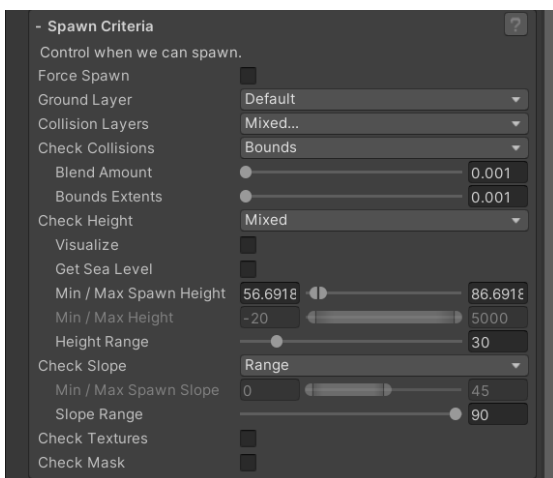 - Spawn Criteria ?
Control when we can spawn.
Force Spawn
Ground Layer Default
Collision Layers Mixed...
Check Collisions Bounds
Blend Amount 0.001
Bounds Extents 0.001
Check Height Mixed
Visualize
Get Sea Level
Min / Max Spawn Height 56.6918 86.6918
Min / Max Height -20 5000
Height Range 30
Check Slope Range
Min / Max Spawn Slope 0 45
Slope Range 90
Check Textures
Check Mask